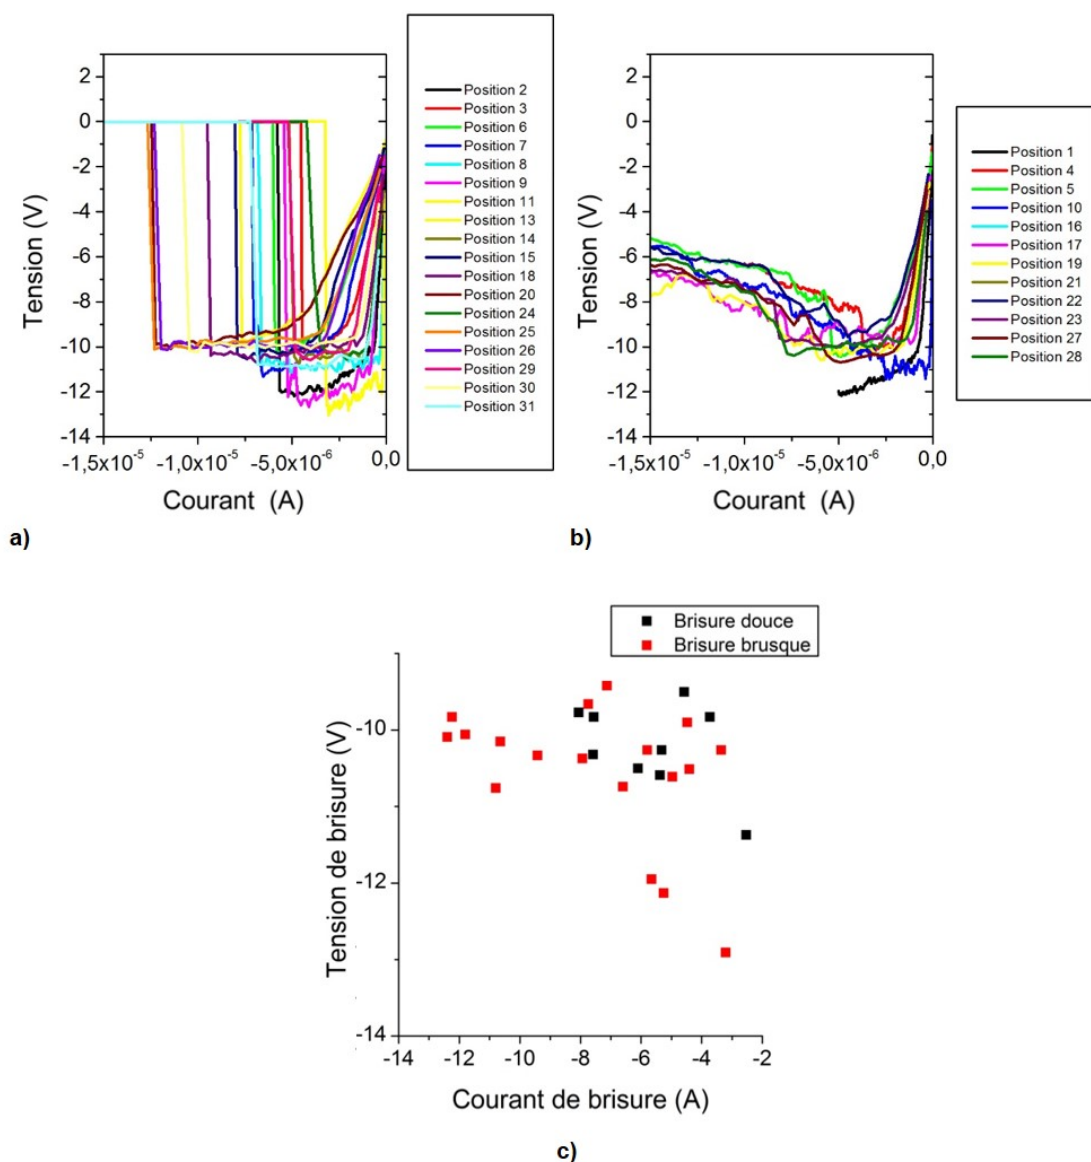 2
0
-2
-4
-6
-8
-10
-12
-14
Tension (V)
-1,5x10⁻⁵ -1,0x10⁻⁵ -5,0x10⁻⁶ 0,0
Courant (A)
Position 2
Position 3
Position 6
Position 7
Position 8
Position 9
Position 11
Position 13
Position 14
Position 15
Position 18
Position 20
Position 24
Position 25
Position 26
Position 29
Position 30
Position 31
a)
2
0
-2
-4
-6
-8
-10
-12
-14
Tension (V)
-1,5x10⁻⁵ -1,0x10⁻⁵ -5,0x10⁻⁶ 0,0
Courant (A)
Position 1
Position 4
Position 5
Position 10
Position 16
Position 17
Position 19
Position 21
Position 22
Position 23
Position 27
Position 28
b)
Brisure douce
Brisure brusque
-10
-12
-14
Tension de brisure (V)
-14 -12 -10 -8 -6 -4 -2
Courant de brisure (A)
c)